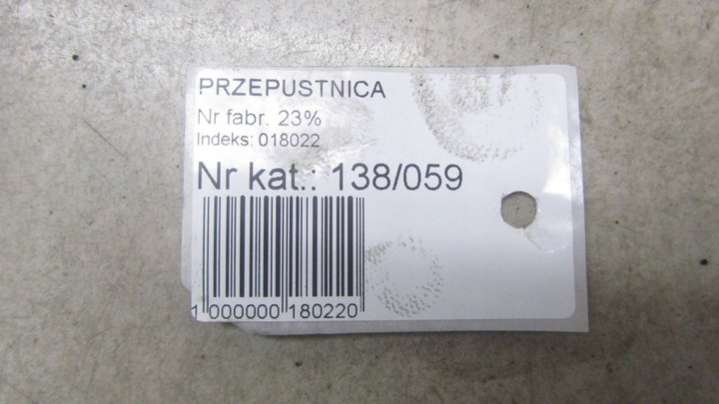 PRZEPUSTNICA
Nr fabr. 23%
Indeks: 018022
Nr kat.: 138/059
1 000000 180220